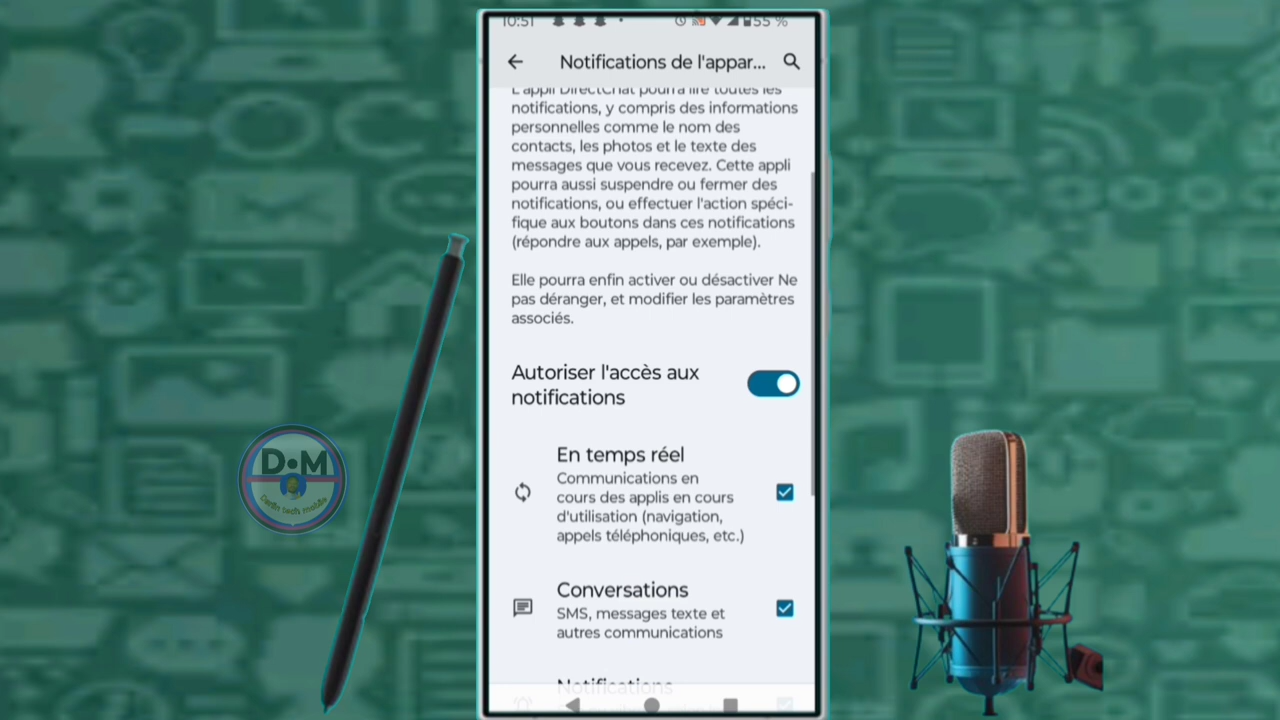 10:51
55 %
Notifications de l'appar...
L'appli DirectChat pourra lire toutes les
notifications, y compris des informations
personnelles comme le nom des
contacts, les photos et le texte des
messages que vous recevez. Cette appli
pourra aussi suspendre ou fermer des
notifications, ou effectuer l'action spéci-
fique aux boutons dans ces notifications
(répondre aux appels, par exemple).
Elle pourra enfin activer ou désactiver Ne
pas déranger, et modifier les paramètres
associés.
Autoriser l'accès aux
notifications
En temps réel
Communications en
cours des applis en cours
d'utilisation (navigation,
appels téléphoniques, etc.)
Conversations
SMS, messages texte et
autres communications
Notifications
D•M
tech mobile